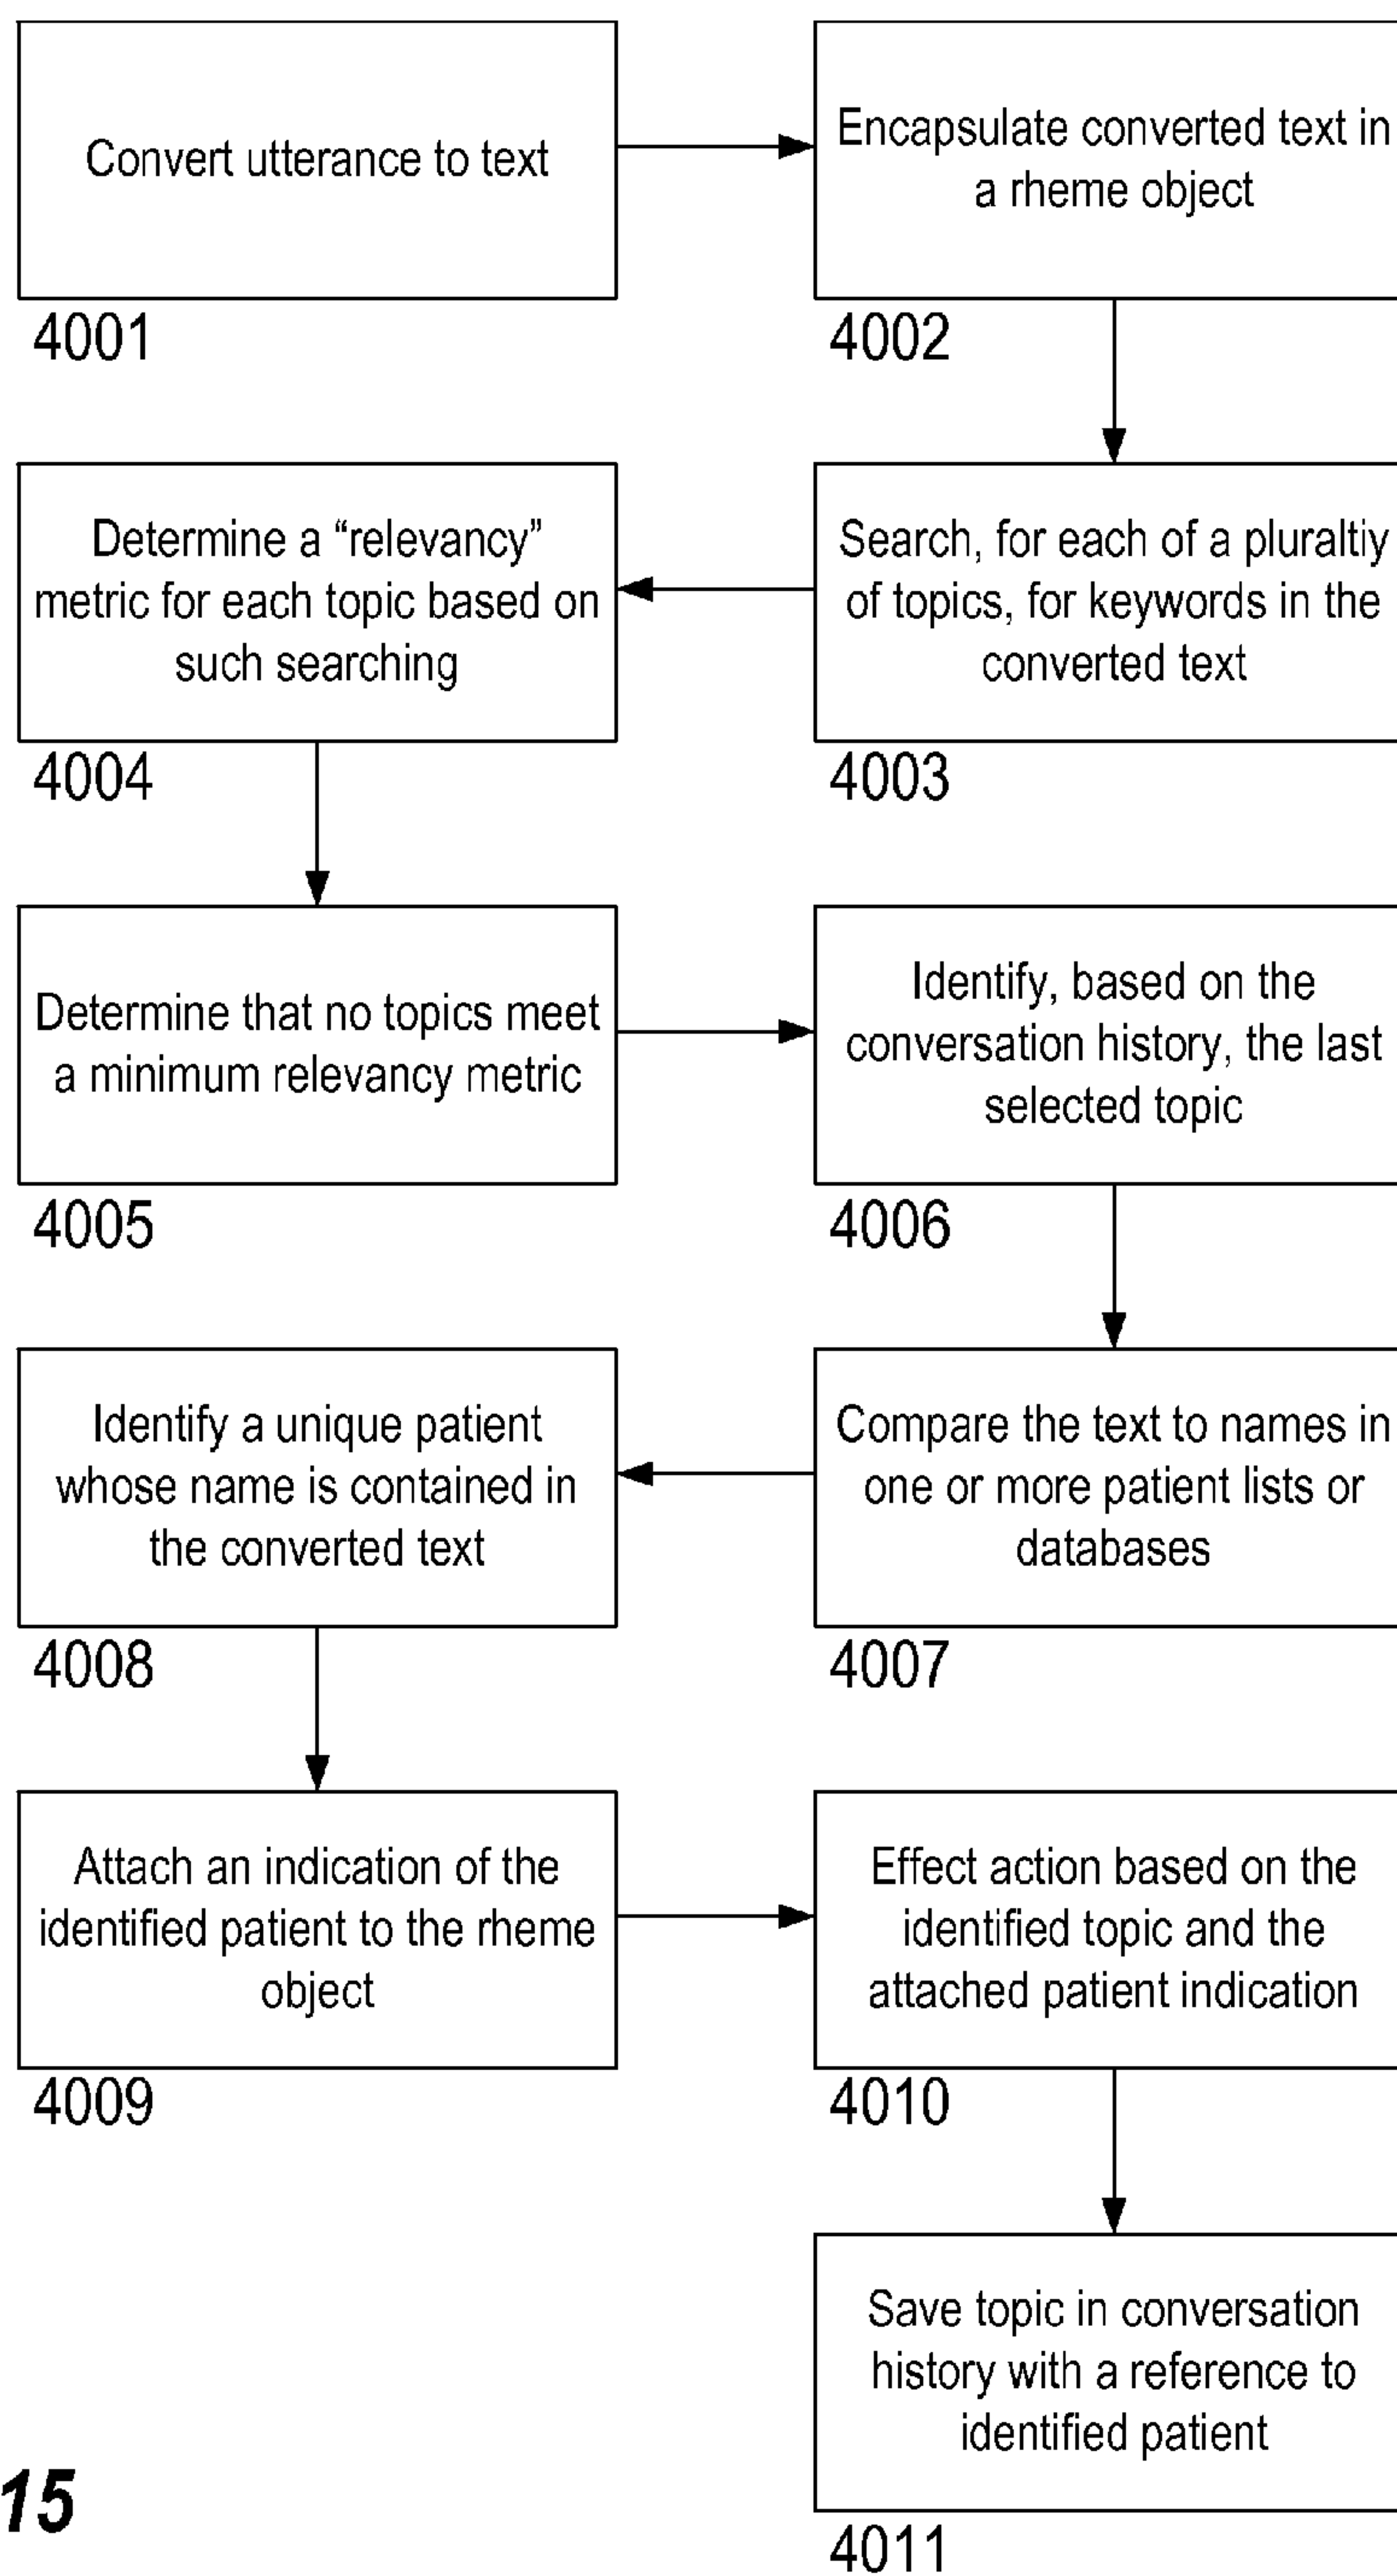 Convert utterance to text
4001
Encapsulate converted text in
a rheme object
4002
Search, for each of a pluraltiy
of topics, for keywords in the
converted text
4003
Determine a “relevancy”
metric for each topic based on
such searching
4004
Determine that no topics meet
a minimum relevancy metric
4005
Identify, based on the
conversation history, the last
selected topic
4006
Compare the text to names in
one or more patient lists or
databases
4007
Identify a unique patient
whose name is contained in
the converted text
4008
Attach an indication of the
identified patient to the rheme
object
4009
Effect action based on the
identified topic and the
attached patient indication
4010
Save topic in conversation
history with a reference to
identified patient
4011
15